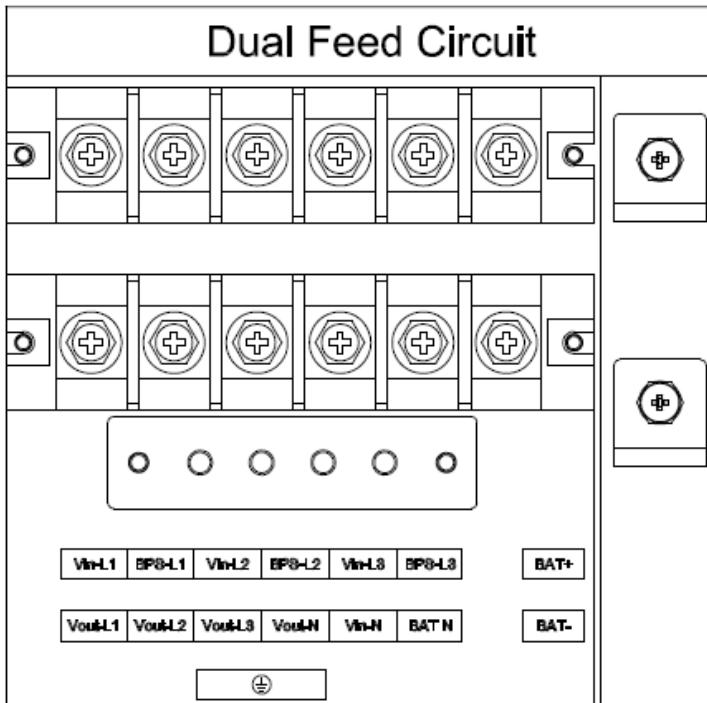 Dual Feed Circuit
Vin-L1 BPS-L1 Vin-L2 BPS-L2 Vin-L3 BPS-L3 BAT+
Vout-L1 Vout-L2 Vout-L3 Vout-N Vin-N BAT N BAT-